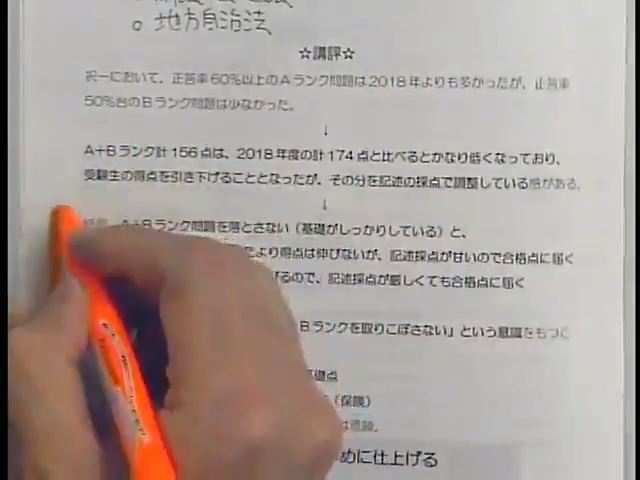 ○ 地方自治法
☆講評☆
択一において、正答率60%以上のAランク問題は2018年よりも多かったが、正答率
50%台のBランク問題は少なかった。
↓
A+Bランク計156点は、2018年度の計174点と比べるとかなり低くなっており、
受験生の得点を引き下げることとなったが、その分を記述の採点で調整している感がある。
↓
A+Bランク問題を落とさない（基礎がしっかりしている）と、
より得点は伸びないが、記述採点が甘いので合格点に届く
るので、記述採点が厳しくても合格点に届く
Bランクを取りこぼさない」という意識をもつこ
点
（保険）
めに仕上げる